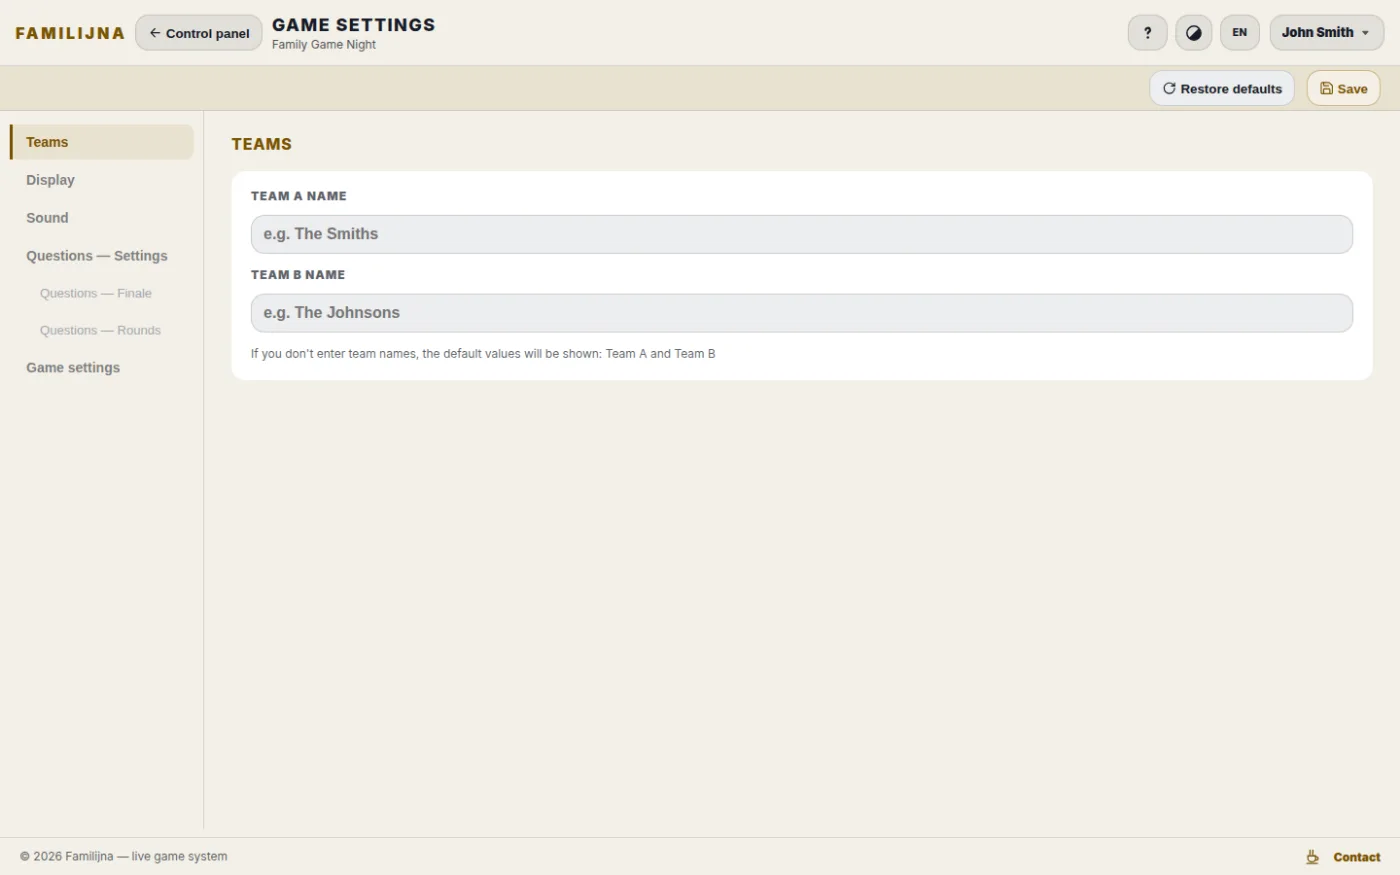 FAMILIJNA
← Control panel
GAME SETTINGS
Family Game Night
?
EN
John Smith
Restore defaults
Save
Teams
Display
Sound
Questions — Settings
Questions — Finale
Questions — Rounds
Game settings
TEAMS
TEAM A NAME
e.g. The Smiths
TEAM B NAME
e.g. The Johnsons
If you don't enter team names, the default values will be shown: Team A and Team B
© 2026 Familijna — live game system
Contact